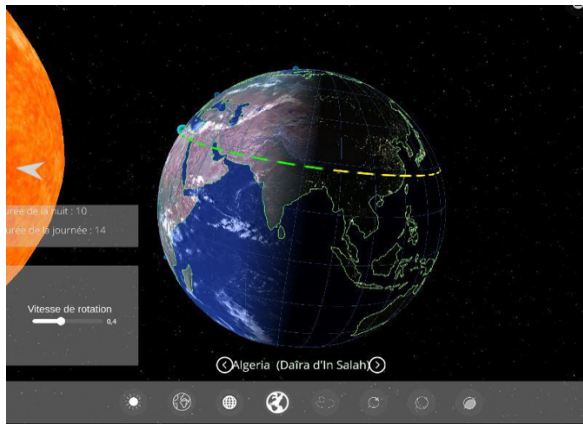 urée de la nuit : 10
urée de la journée : 14
Vitesse de rotation
0,4
Algeria (Daîra d'In Salah)